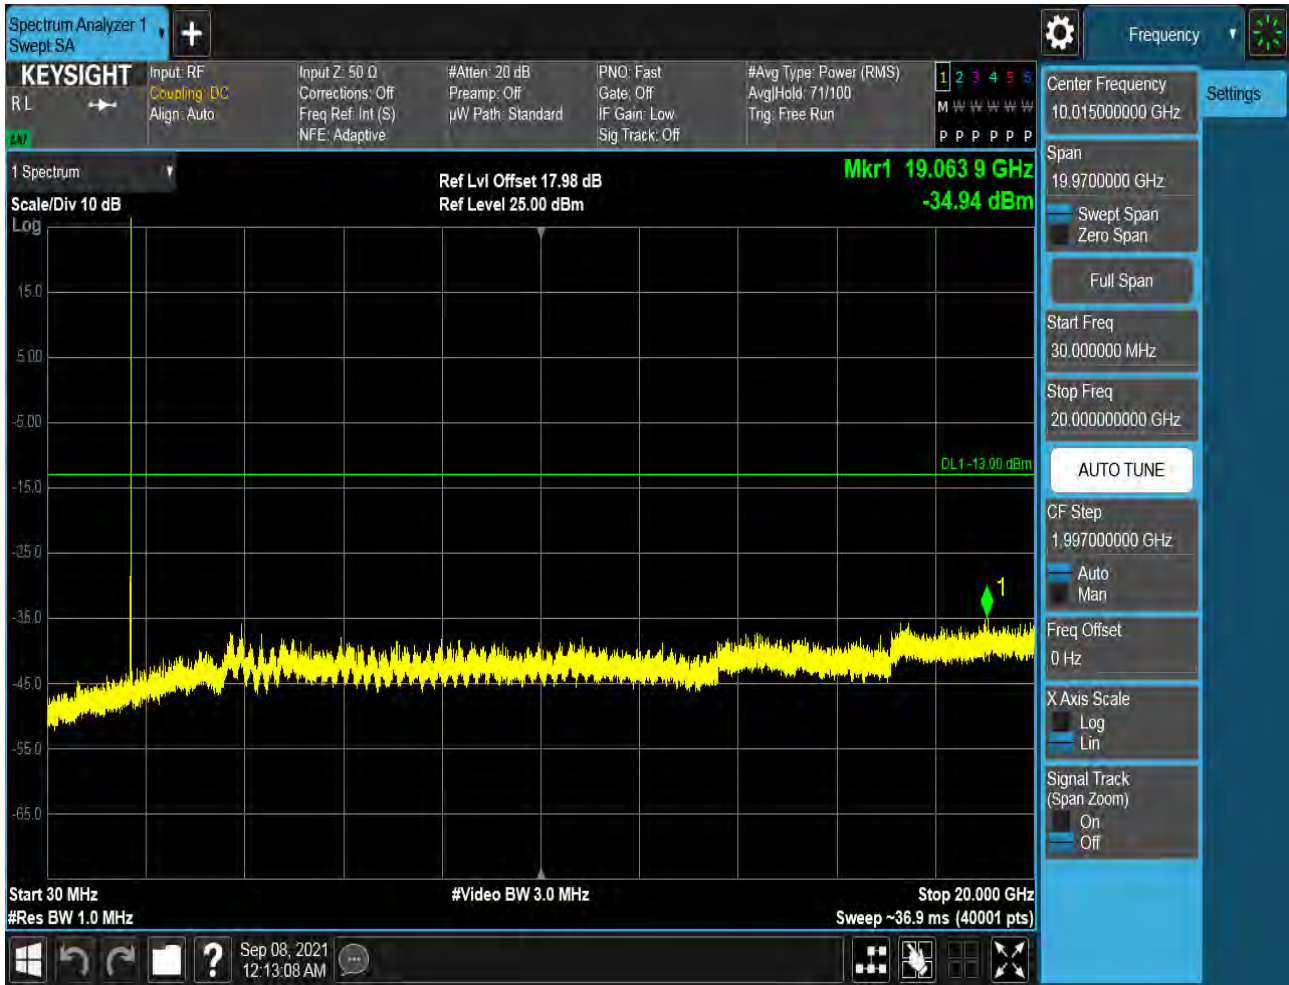 Spectrum Analyzer 1
Swept SA
Frequency
KEYSIGHT
R L
Input: RF
Coupling: DC
Align: Auto
Input Z: 50 Ω
Corrections: Off
Freq Ref: Int (S)
NFE: Adaptive
#Atten: 20 dB
Preamp: Off
µW Path: Standard
PNO: Fast
Gate: Off
IF Gain: Low
Sig Track: Off
#Avg Type: Power (RMS)
Avg|Hold: 71/100
Trig: Free Run
1 2 3 4 5 6
M W W W W W
P P P P P P
1 Spectrum
Scale/Div 10 dB
Log
Ref Lvl Offset 17.98 dB
Ref Level 25.00 dBm
Mkr1 19.063 9 GHz
-34.94 dBm
15.0
5.00
-5.00
-15.0
-25.0
-35.0
-45.0
-55.0
-65.0
DL1 -13.00 dBm
1
Start 30 MHz
#Res BW 1.0 MHz
#Video BW 3.0 MHz
Stop 20.000 GHz
Sweep ~36.9 ms (40001 pts)
Center Frequency
10.015000000 GHz
Settings
Span
19.9700000 GHz
Swept Span
Zero Span
Full Span
Start Freq
30.000000 MHz
Stop Freq
20.000000000 GHz
AUTO TUNE
CF Step
1.997000000 GHz
Auto
Man
Freq Offset
0 Hz
X Axis Scale
Log
Lin
Signal Track
(Span Zoom)
On
Off
?
Sep 08, 2021
12:13:08 AM